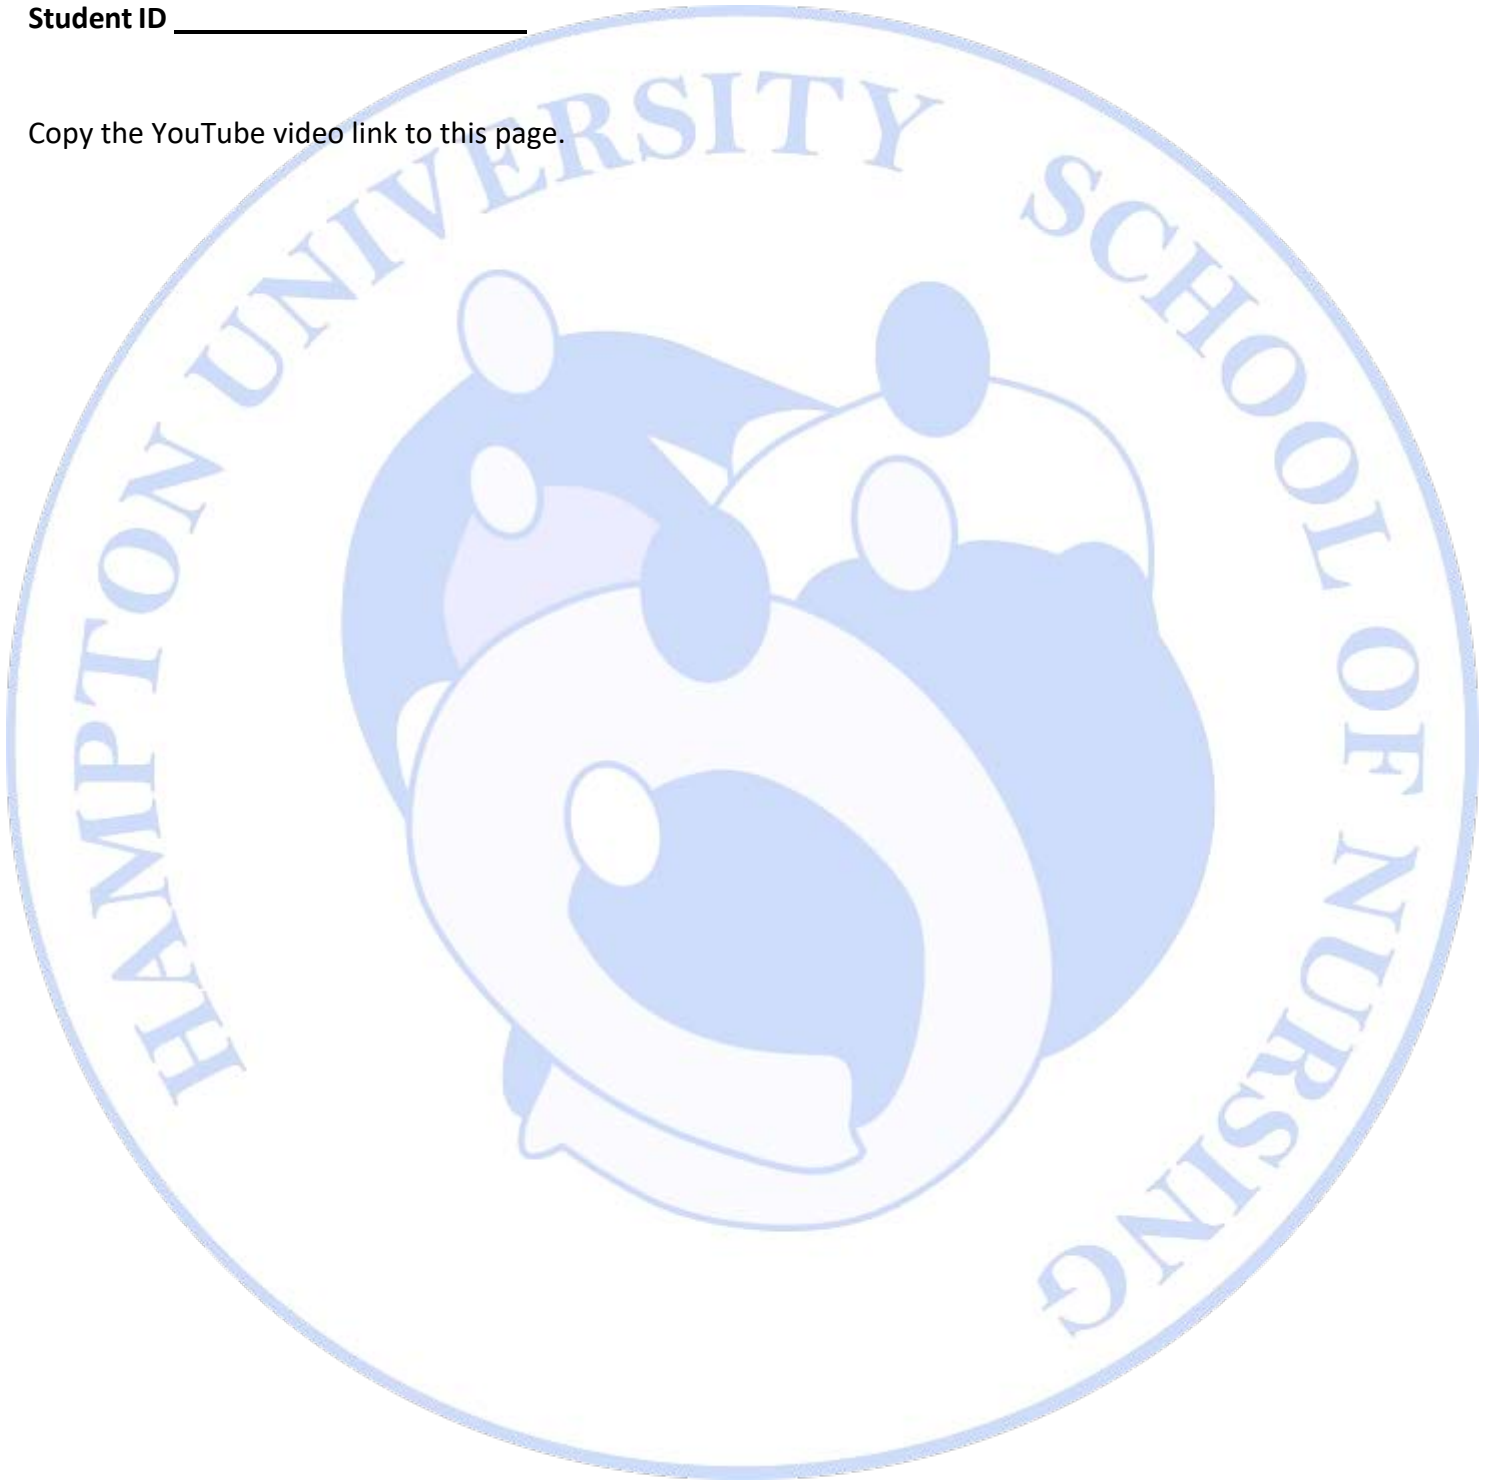 Student ID
Copy the YouTube video link to this page.
HAMPTON UNIVERSITY SCHOOL OF NURSING